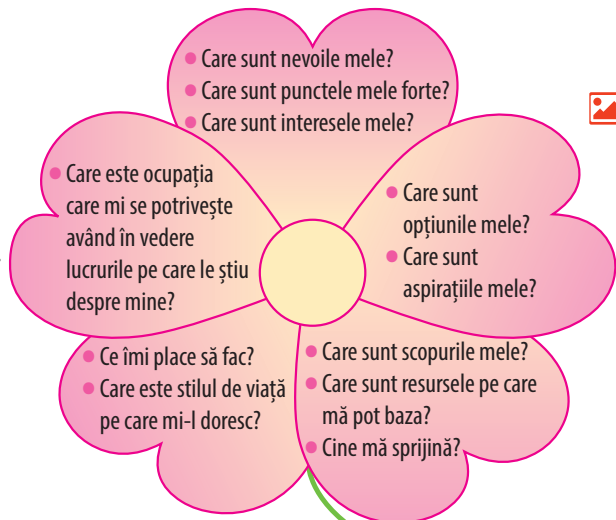 • Care sunt nevoile mele?
• Care sunt punctele mele forte?
• Care sunt interesele mele?
• Care este ocupația
care mi se potrivește
având în vedere
lucrurile pe care le știu
despre mine?
• Care sunt
opțiunile mele?
• Care sunt
aspirațiile mele?
• Ce îmi place să fac?
• Care este stilul de viață
pe care mi-l doresc?
• Care sunt scopurile mele?
• Care sunt resursele pe care
mă pot baza?
• Cine mă sprijină?